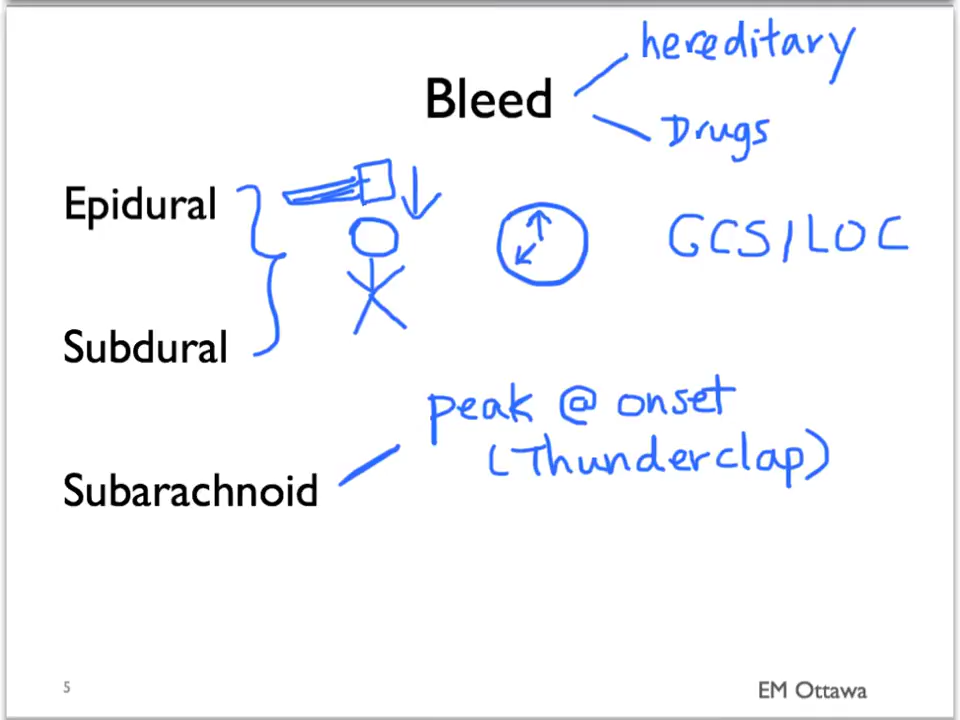 hereditary
Bleed
Drugs
Epidural
GCS/LOC
Subdural
peak @ onset
(Thunderclap)
Subarachnoid
5
EM Ottawa